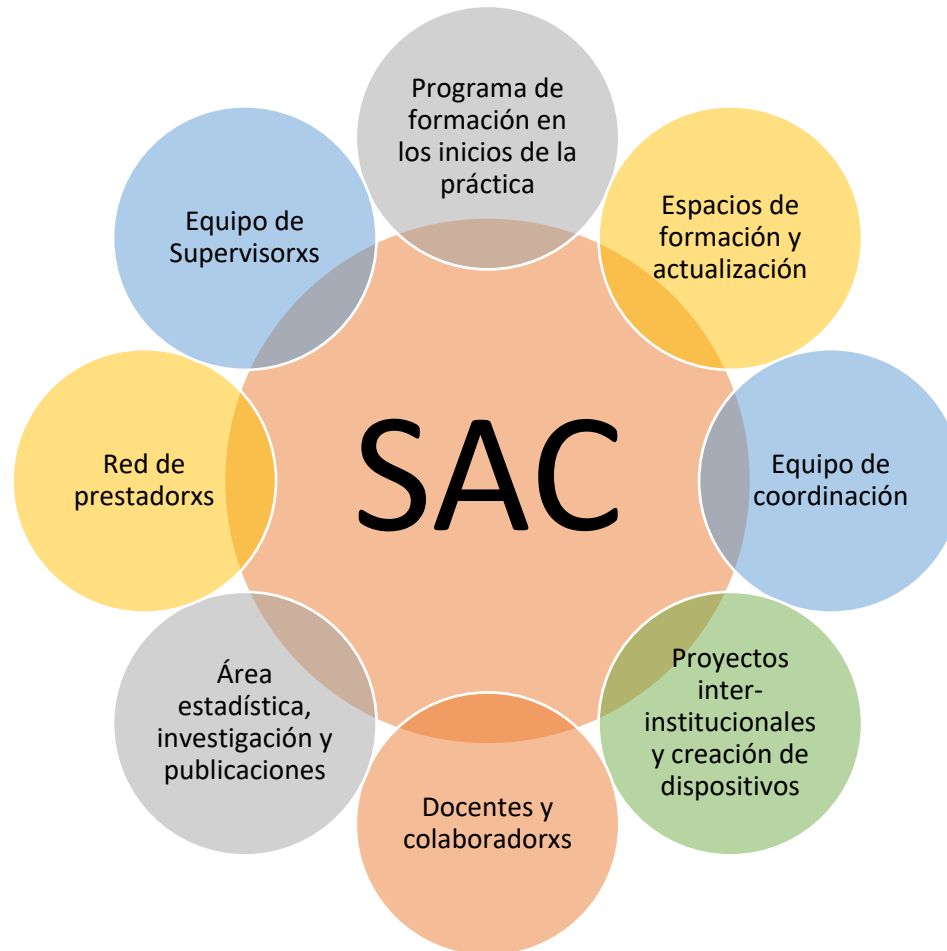 Programa de
formación en
los inicios de la
práctica
Espacios de
formación y
actualización
Equipo de
coordinación
Proyectos
inter-
institucionales
y creación de
dispositivos
Docentes y
colaboradorxs
Área
estadística,
investigación y
publicaciones
Red de
prestadorxs
Equipo de
Supervisorxs
SAC